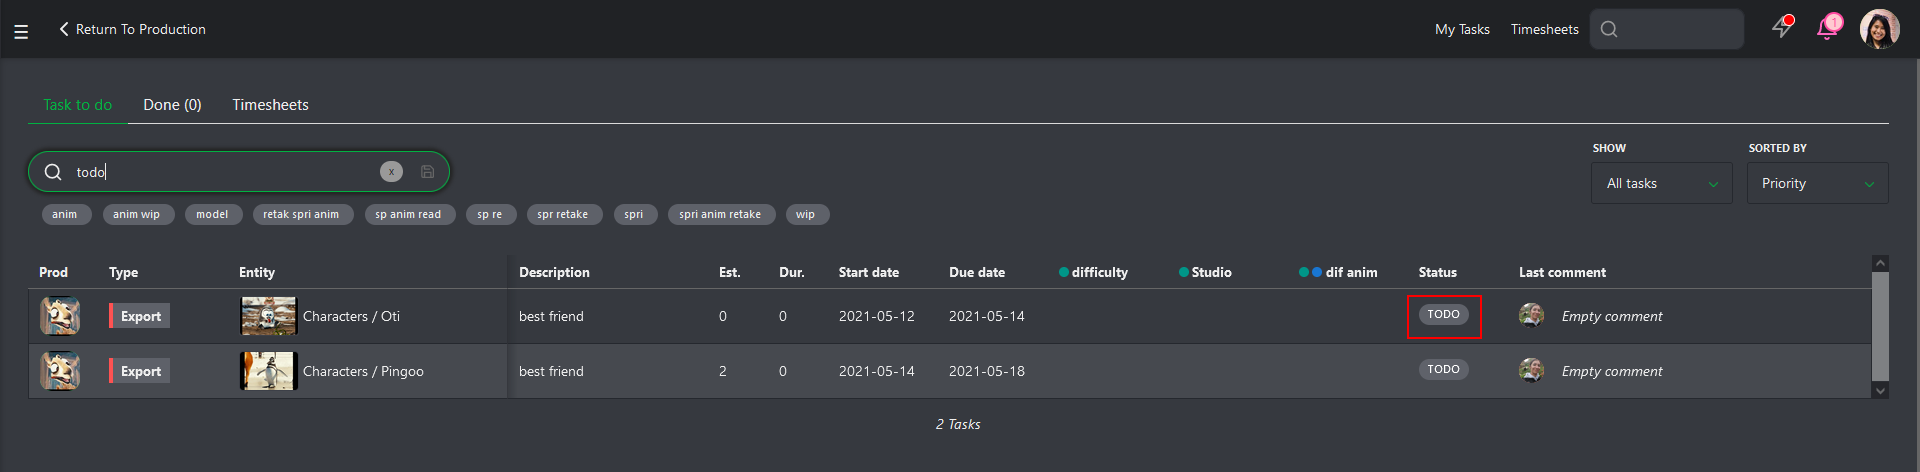 Return To Production
My Tasks Timesheets
1
Task to do Done (0) Timesheets
todo x
SHOW SORTED BY
All tasks Priority
anim anim wip model retak spri anim sp anim read sp re spr retake spri spri anim retake wip
Prod Type Entity Description Est. Dur. Start date Due date difficulty Studio dif anim Status Last comment
Export Characters / Oti best friend 0 0 2021-05-12 2021-05-14 TODO Empty comment
Export Characters / Pingoo best friend 2 0 2021-05-14 2021-05-18 TODO Empty comment
2 Tasks